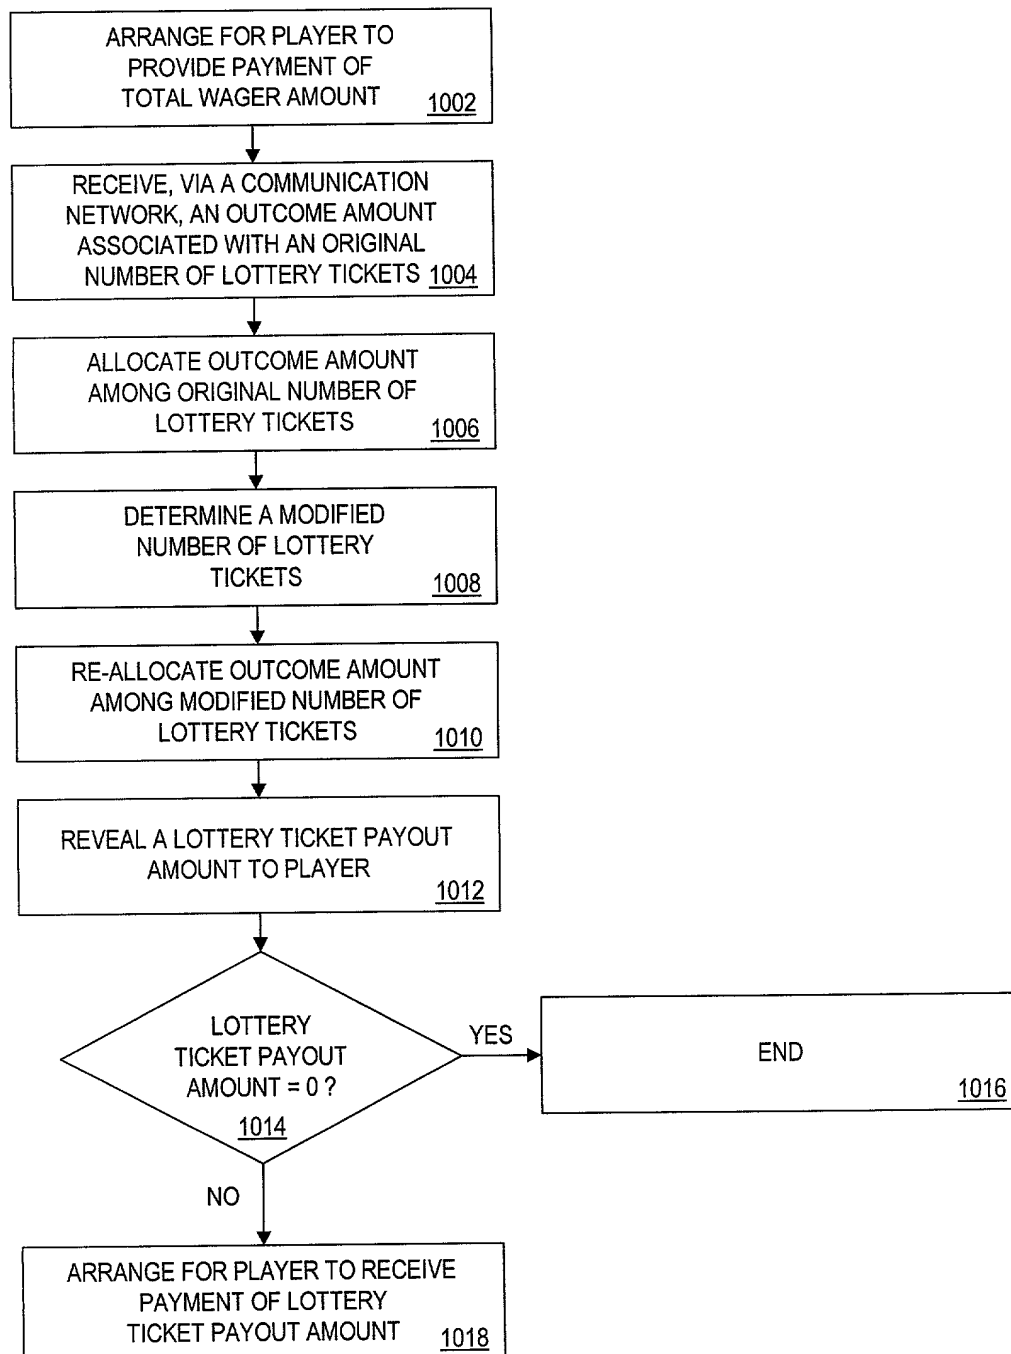 ARRANGE FOR PLAYER TO
PROVIDE PAYMENT OF
TOTAL WAGER AMOUNT 1002
RECEIVE, VIA A COMMUNICATION
NETWORK, AN OUTCOME AMOUNT
ASSOCIATED WITH AN ORIGINAL
NUMBER OF LOTTERY TICKETS 1004
ALLOCATE OUTCOME AMOUNT
AMONG ORIGINAL NUMBER OF
LOTTERY TICKETS 1006
DETERMINE A MODIFIED
NUMBER OF LOTTERY
TICKETS 1008
RE-ALLOCATE OUTCOME AMOUNT
AMONG MODIFIED NUMBER OF
LOTTERY TICKETS 1010
REVEAL A LOTTERY TICKET PAYOUT
AMOUNT TO PLAYER
1012
LOTTERY
TICKET PAYOUT
AMOUNT = 0 ?
1014
YES
END
1016
NO
ARRANGE FOR PLAYER TO RECEIVE
PAYMENT OF LOTTERY
TICKET PAYOUT AMOUNT 1018